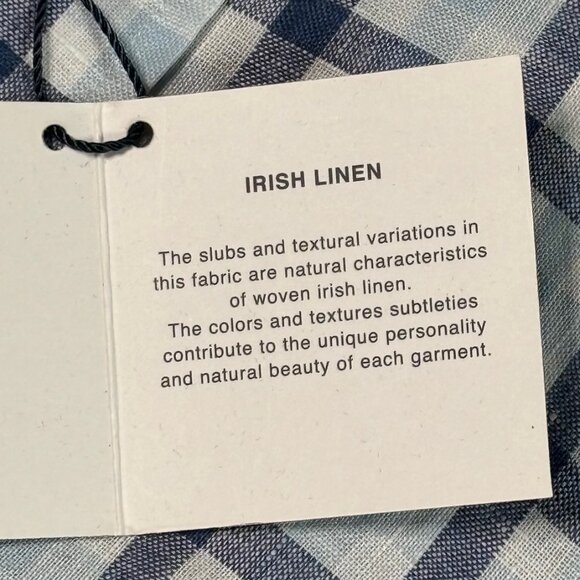 IRISH LINEN
The slubs and textural variations in
this fabric are natural characteristics
of woven irish linen.
The colors and textures subtleties
contribute to the unique personality
and natural beauty of each garment.